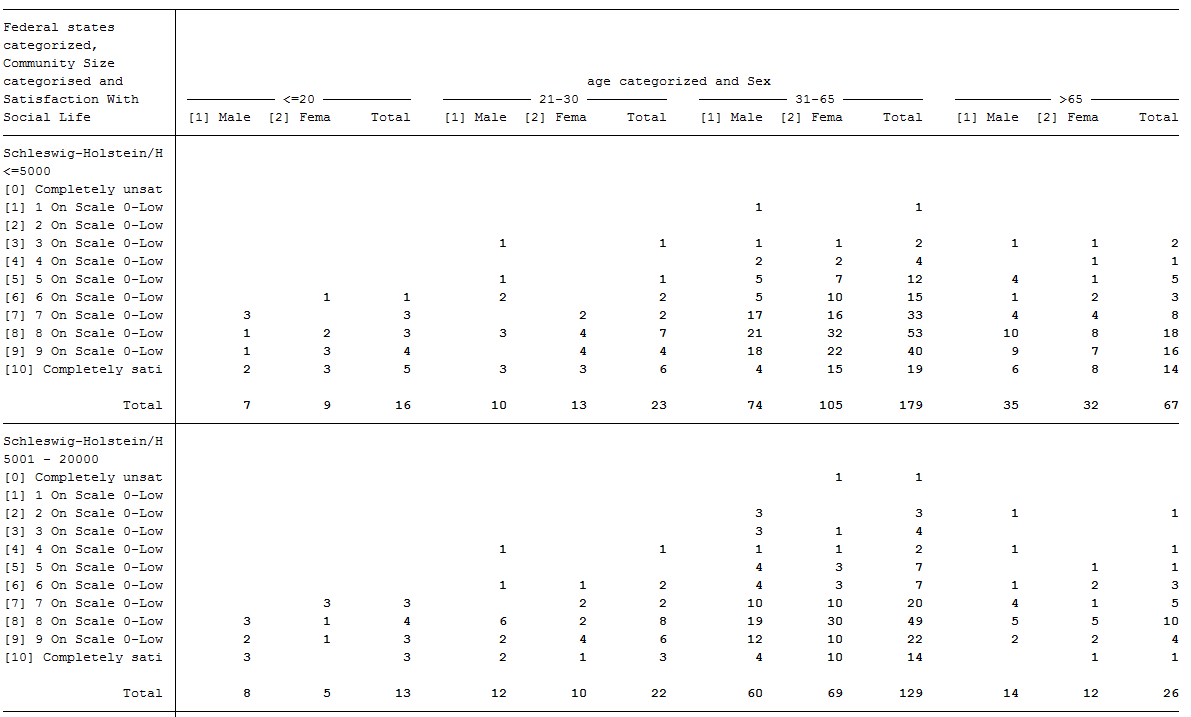 Federal states
categorized,
Community Size
categorised and age categorized and Sex
Satisfaction With <=20 21-30 31-65 >65
Social Life [1] Male [2] Fema Total [1] Male [2] Fema Total [1] Male [2] Fema Total [1] Male [2] Fema Total
Schleswig-Holstein/H
<=5000
[0] Completely unsat
[1] 1 On Scale 0-Low 1 1
[2] 2 On Scale 0-Low
[3] 3 On Scale 0-Low 1 1 1 1 2 1 1 2
[4] 4 On Scale 0-Low 2 2 4 1 1
[5] 5 On Scale 0-Low 1 1 5 7 12 4 1 5
[6] 6 On Scale 0-Low 1 1 2 2 5 10 15 1 2 3
[7] 7 On Scale 0-Low 3 3 2 2 17 16 33 4 4 8
[8] 8 On Scale 0-Low 1 2 3 3 4 7 21 32 53 10 8 18
[9] 9 On Scale 0-Low 1 3 4 4 4 18 22 40 9 7 16
[10] Completely sati 2 3 5 3 3 6 4 15 19 6 8 14
Total 7 9 16 10 13 23 74 105 179 35 32 67
Schleswig-Holstein/H
5001 - 20000
[0] Completely unsat 1 1
[1] 1 On Scale 0-Low
[2] 2 On Scale 0-Low 3 3 1 1
[3] 3 On Scale 0-Low 3 1 4
[4] 4 On Scale 0-Low 1 1 1 1 2 1 1
[5] 5 On Scale 0-Low 4 3 7 1 1
[6] 6 On Scale 0-Low 1 1 2 4 3 7 1 2 3
[7] 7 On Scale 0-Low 3 3 2 2 10 10 20 4 1 5
[8] 8 On Scale 0-Low 3 1 4 6 2 8 19 30 49 5 5 10
[9] 9 On Scale 0-Low 2 1 3 2 4 6 12 10 22 2 2 4
[10] Completely sati 3 3 2 1 3 4 10 14 1 1
Total 8 5 13 12 10 22 60 69 129 14 12 26